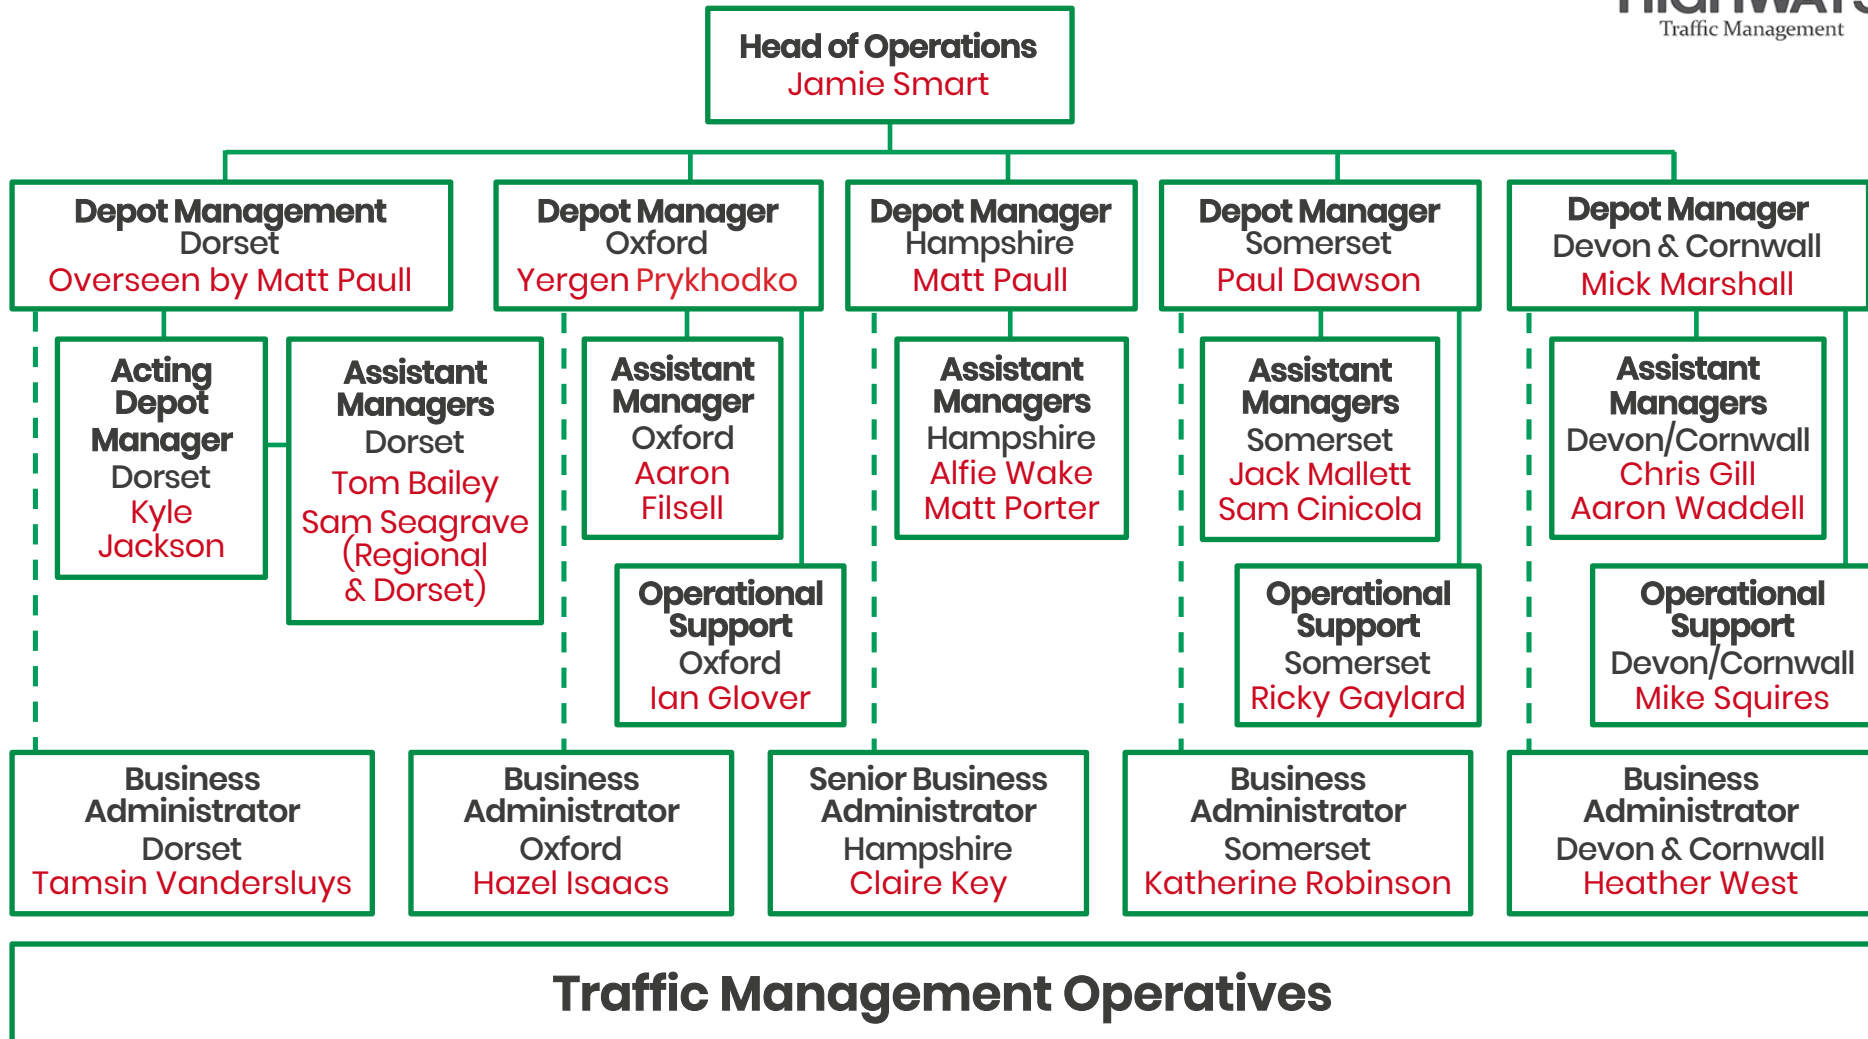 Traffic Management
Head of Operations
Jamie Smart
Depot Management
Dorset
Overseen by Matt Paull
Depot Manager
Oxford
Yergen Prykhodko
Depot Manager
Hampshire
Matt Paull
Depot Manager
Somerset
Paul Dawson
Depot Manager
Devon & Cornwall
Mick Marshall
Acting
Depot
Manager
Dorset
Kyle
Jackson
Assistant
Managers
Dorset
Tom Bailey
Sam Seagrave
(Regional
& Dorset)
Assistant
Manager
Oxford
Aaron
Filsell
Assistant
Managers
Hampshire
Alfie Wake
Matt Porter
Assistant
Managers
Somerset
Jack Mallett
Sam Cinicola
Assistant
Managers
Devon/Cornwall
Chris Gill
Aaron Waddell
Operational
Support
Oxford
Ian Glover
Operational
Support
Somerset
Ricky Gaylard
Operational
Support
Devon/Cornwall
Mike Squires
Business
Administrator
Dorset
Tamsin Vandersluys
Business
Administrator
Oxford
Hazel Isaacs
Senior Business
Administrator
Hampshire
Claire Key
Business
Administrator
Somerset
Katherine Robinson
Business
Administrator
Devon & Cornwall
Heather West
Traffic Management Operatives